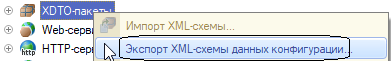 XDTO-пакеты
Импорт XML-схемы...
Web-серви
Экспорт XML-схемы данных конфигурации...
HTTP-серв